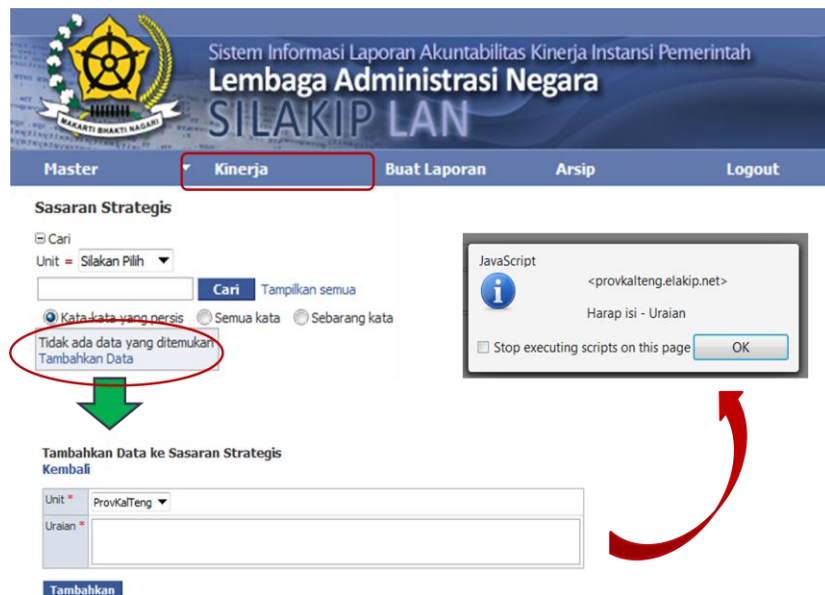 Sistem Informasi Laporan Akuntabilitas Kinerja Instansi Pemerintah
Lembaga Administrasi Negara
SILAKIP LAN
MAKARTI BHAKTI NAGARI
Master Kinerja Buat Laporan Arsip Logout
Sasaran Strategis
Cari
Unit = Silakan Pilih
Cari Tampilkan semua
Kata-kata yang persis Semua kata Sebarang kata
Tidak ada data yang ditemukan
Tambahkan Data
JavaScript
<provkalteng.elakip.net>
Harap isi - Uraian
Stop executing scripts on this page OK
Tambahkan Data ke Sasaran Strategis
Kembali
Unit * ProvKalTeng
Uraian *
Tambahkan